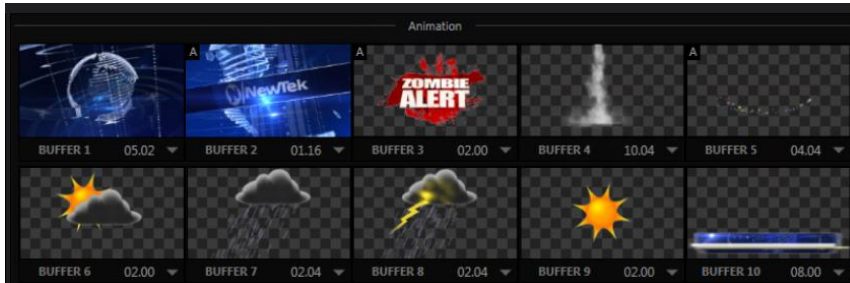 Animation
A
A
A
NewTek
ZOMBIE
ALERT
BUFFER 1 05.02
BUFFER 2 01.16
BUFFER 3 02.00
BUFFER 4 10.04
BUFFER 5 04.04
BUFFER 6 02.00
BUFFER 7 02.04
BUFFER 8 02.04
BUFFER 9 02.00
BUFFER 10 08.00